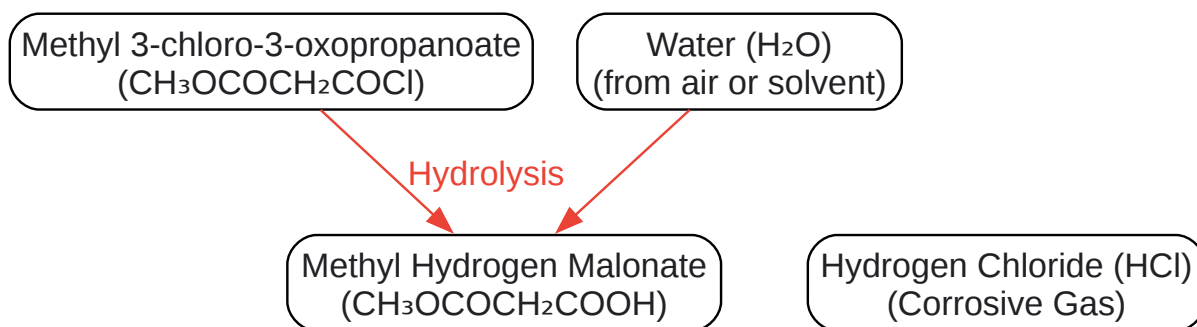 Methyl 3-chloro-3-oxopropanoate
(CH₃OCOCH₂COCl)
Water (H₂O)
(from air or solvent)
Hydrolysis
Methyl Hydrogen Malonate
(CH₃OCOCH₂COOH)
Hydrogen Chloride (HCl)
(Corrosive Gas)